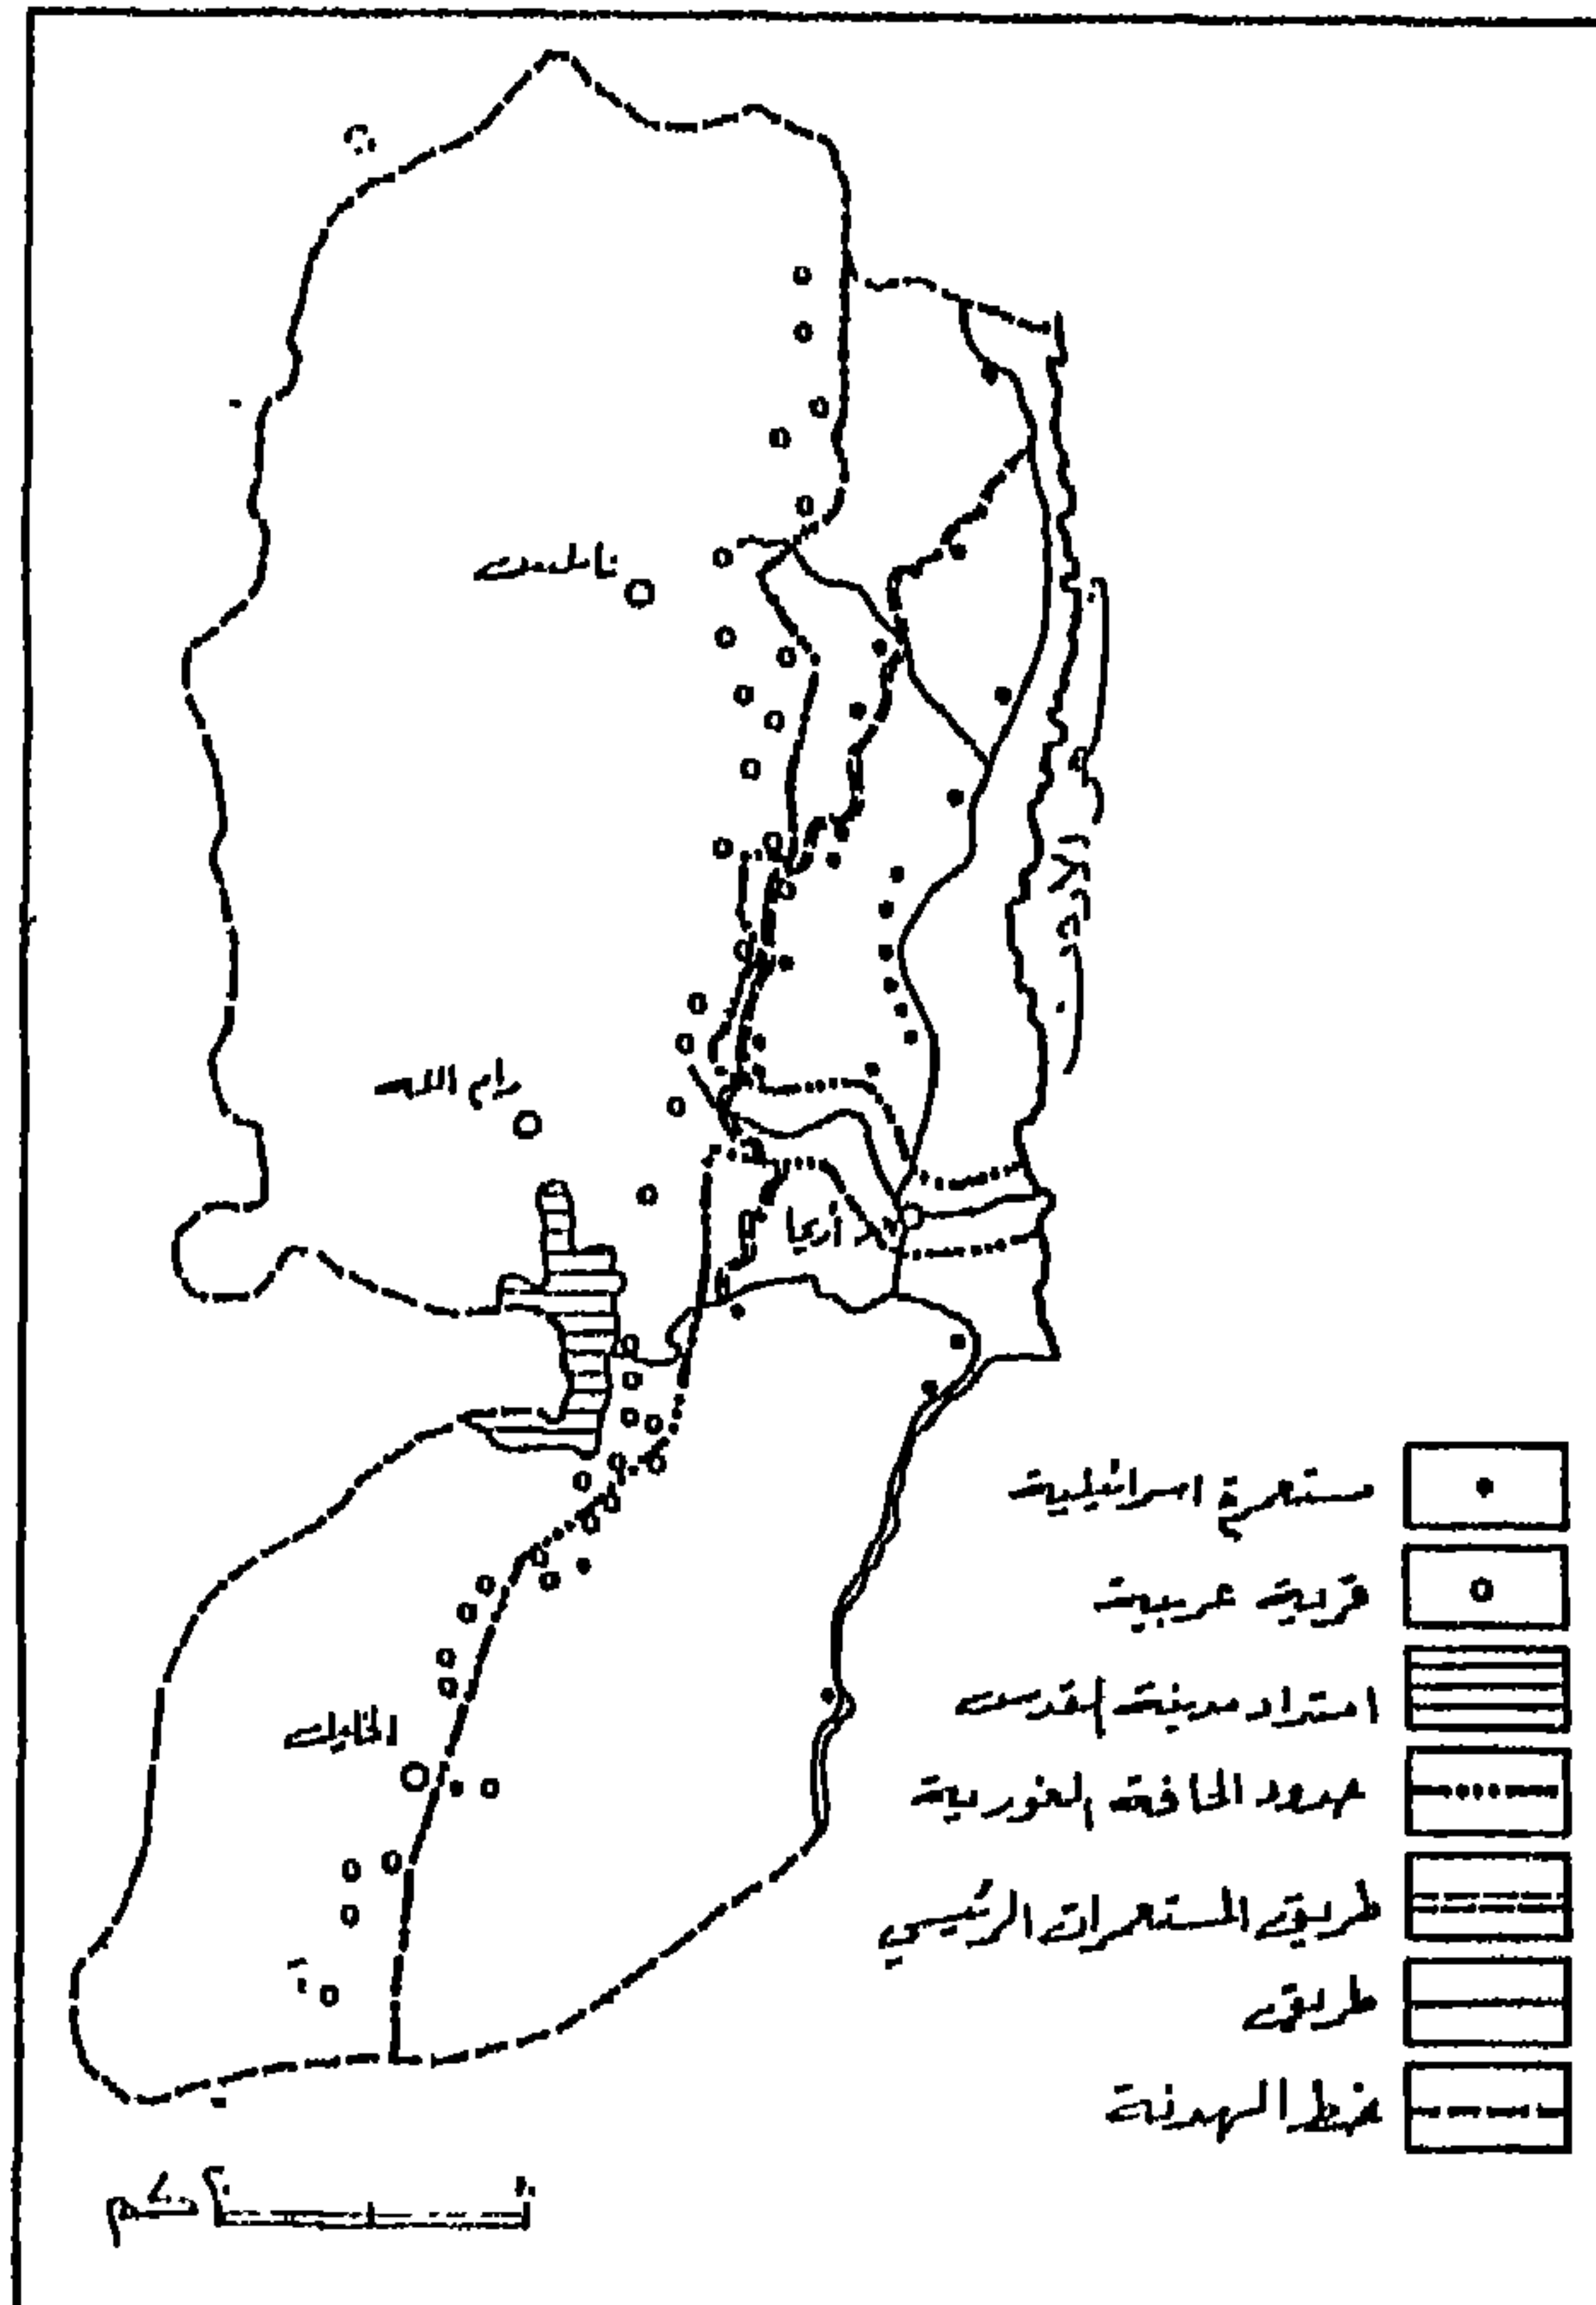 نابلس
رام الله
أريحا
الخليل
مستعمرة اسرائيلية
قرية عربية
امتداد مدينة القدس
حدود الحافة الغورية
طريق المستعمرات الرئيسي
طريق
خط الهدنة
كم